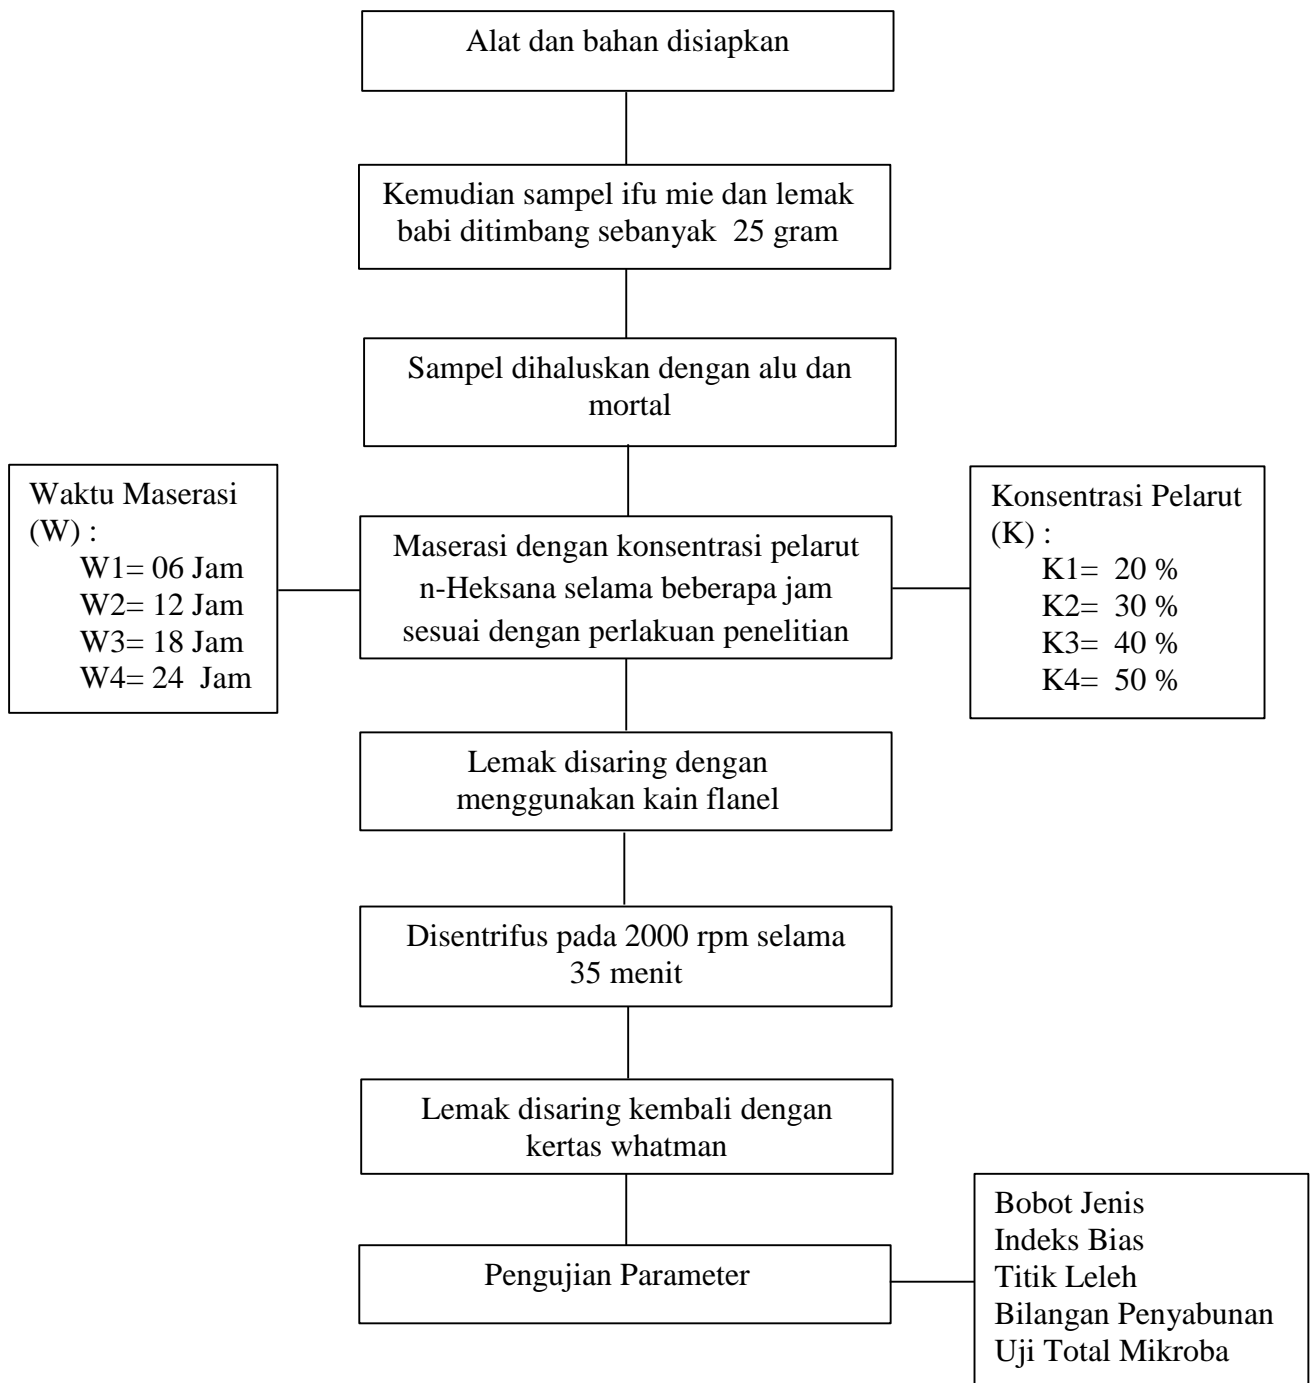 Alat dan bahan disiapkan
Kemudian sampel ifu mie dan lemak
babi ditimbang sebanyak  25 gram
Sampel dihaluskan dengan alu dan
mortal
Waktu Maserasi
(W) :
W1= 06 Jam
W2= 12 Jam
W3= 18 Jam
W4= 24  Jam
Maserasi dengan konsentrasi pelarut
n-Heksana selama beberapa jam
sesuai dengan perlakuan penelitian
Konsentrasi Pelarut
(K) :
K1=  20 %
K2=  30 %
K3=  40 %
K4=  50 %
Lemak disaring dengan
menggunakan kain flanel
Disentrifus pada 2000 rpm selama
35 menit
Lemak disaring kembali dengan
kertas whatman
Pengujian Parameter
Bobot Jenis
Indeks Bias
Titik Leleh
Bilangan Penyabunan
Uji Total Mikroba